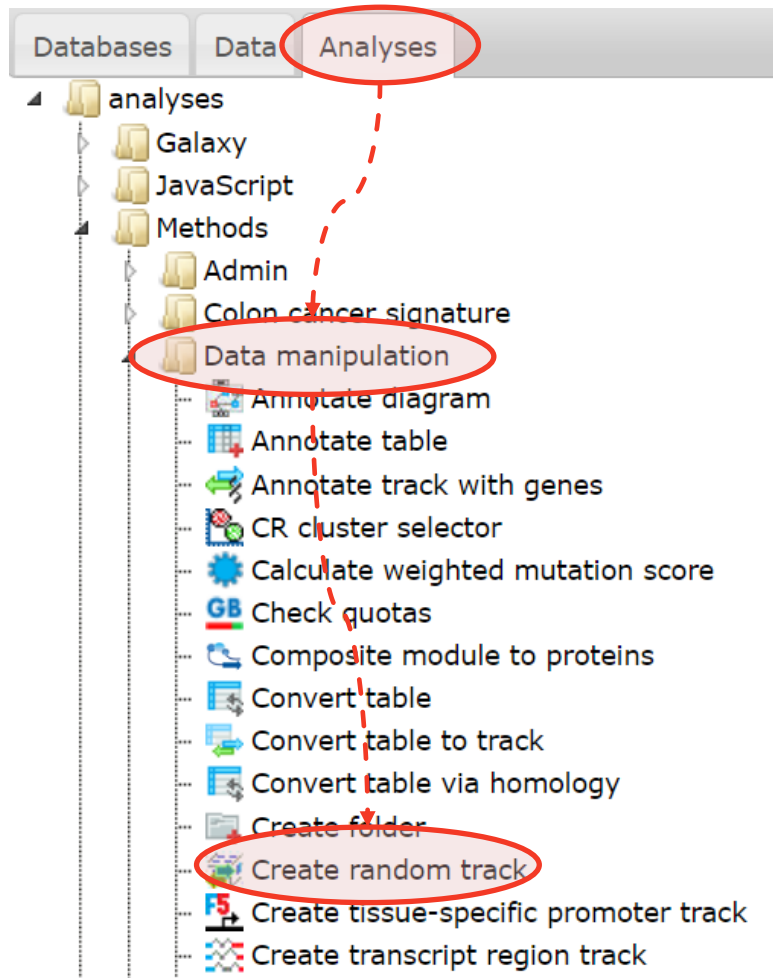 Databases Data Analyses
analyses
Galaxy
JavaScript
Methods
Admin
Colon cancer signature
Data manipulation
Annotate diagram
Annotate table
Annotate track with genes
CR cluster selector
Calculate weighted mutation score
GB Check quotas
Composite module to proteins
Convert table
Convert table to track
Convert table via homology
Create folder
Create random track
F5 Create tissue-specific promoter track
Create transcript region track